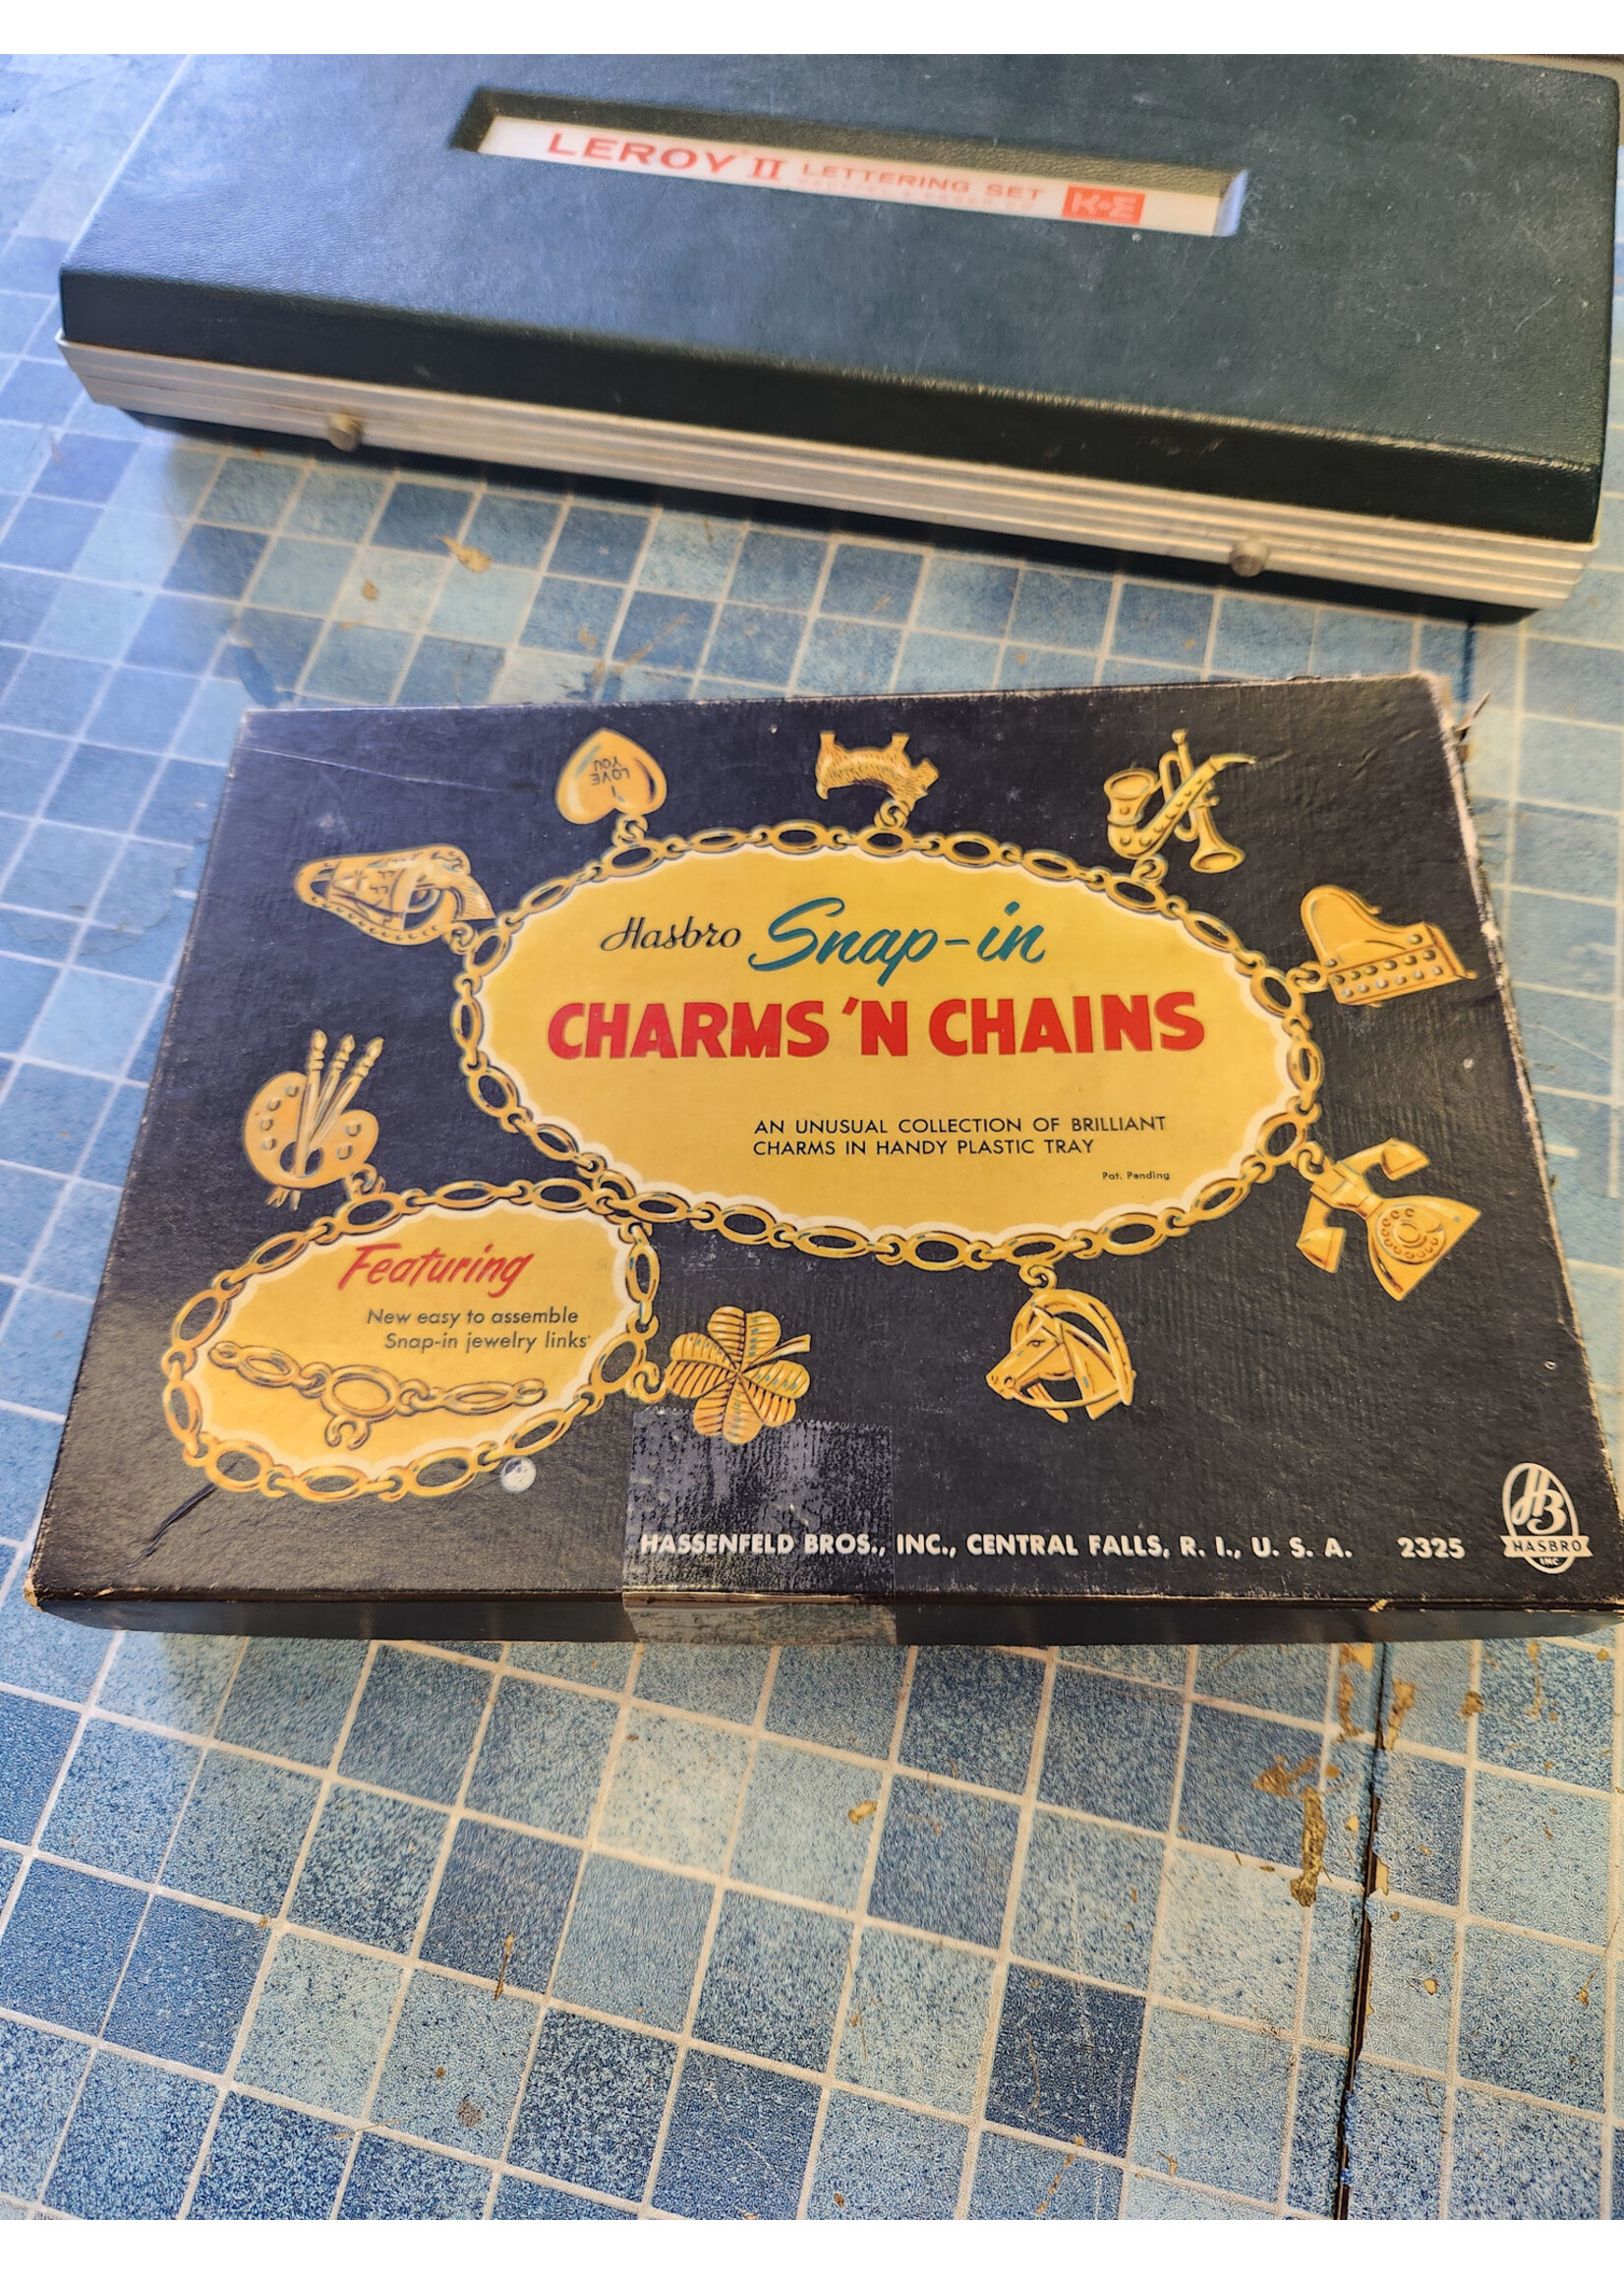 LEROY II LETTERING SET K+E
I LOVE YOU
Hasbro Snap-in
CHARMS 'N CHAINS
AN UNUSUAL COLLECTION OF BRILLIANT
CHARMS IN HANDY PLASTIC TRAY
Pat. Pending
Featuring
New easy to assemble
Snap-in jewelry links
HASSENFELD BROS., INC., CENTRAL FALLS, R. I., U. S. A. 2325
HB
HASBRO
INC